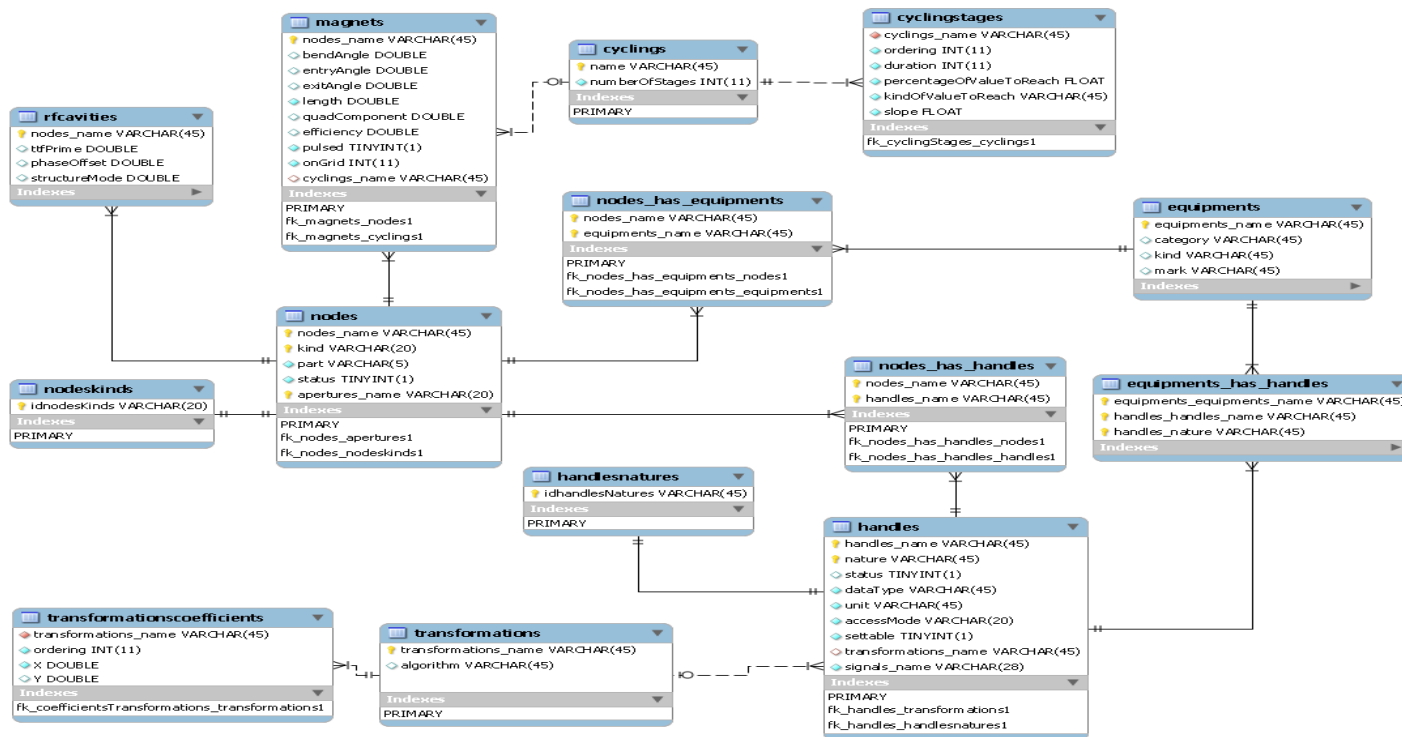 magnets
nodes_name VARCHAR(45)
bendAngle DOUBLE
entryAngle DOUBLE
exitAngle DOUBLE
length DOUBLE
quadComponent DOUBLE
efficiency DOUBLE
pulsed TINYINT(1)
onGrid INT(11)
cyclings_name VARCHAR(45)
Indexes
PRIMARY
fk_magnets_nodes1
fk_magnets_cyclings1
cyclings
name VARCHAR(45)
numberOfStages INT(11)
Indexes
PRIMARY
cyclingstages
cyclings_name VARCHAR(45)
ordering INT(11)
duration INT(11)
percentageOfValueToReach FLOAT
kindOfValueToReach VARCHAR(45)
slope FLOAT
Indexes
fk_cyclingStages_cyclings1
rfcavities
nodes_name VARCHAR(45)
ttfPrime DOUBLE
phaseOffset DOUBLE
structureMode DOUBLE
Indexes
nodes_has_equipments
nodes_name VARCHAR(45)
equipments_name VARCHAR(45)
Indexes
PRIMARY
fk_nodes_has_equipments_nodes1
fk_nodes_has_equipments_equipments1
equipments
equipments_name VARCHAR(45)
category VARCHAR(45)
kind VARCHAR(45)
mark VARCHAR(45)
Indexes
nodes
nodes_name VARCHAR(45)
kind VARCHAR(20)
part VARCHAR(5)
status TINYINT(1)
apertures_name VARCHAR(20)
Indexes
PRIMARY
fk_nodes_apertures1
fk_nodes_nodeskinds1
nodeskinds
idnodesKinds VARCHAR(20)
Indexes
PRIMARY
nodes_has_handles
nodes_name VARCHAR(45)
handles_name VARCHAR(45)
Indexes
PRIMARY
fk_nodes_has_handles_nodes1
fk_nodes_has_handles_handles1
equipments_has_handles
equipments_equipments_name VARCHAR(45)
handles_handles_name VARCHAR(45)
handles_nature VARCHAR(45)
Indexes
handlesnatures
idhandlesNatures VARCHAR(45)
Indexes
PRIMARY
handles
handles_name VARCHAR(45)
nature VARCHAR(45)
status TINYINT(1)
dataType VARCHAR(45)
unit VARCHAR(45)
accessMode VARCHAR(20)
settable TINYINT(1)
transformations_name VARCHAR(45)
signals_name VARCHAR(28)
Indexes
PRIMARY
fk_handles_transformations1
fk_handles_handlesnatures1
transformationscoefficients
transformations_name VARCHAR(45)
ordering INT(11)
X DOUBLE
Y DOUBLE
Indexes
fk_coefficientsTransformations_transformations1
transformations
transformations_name VARCHAR(45)
algorithm VARCHAR(45)
Indexes
PRIMARY